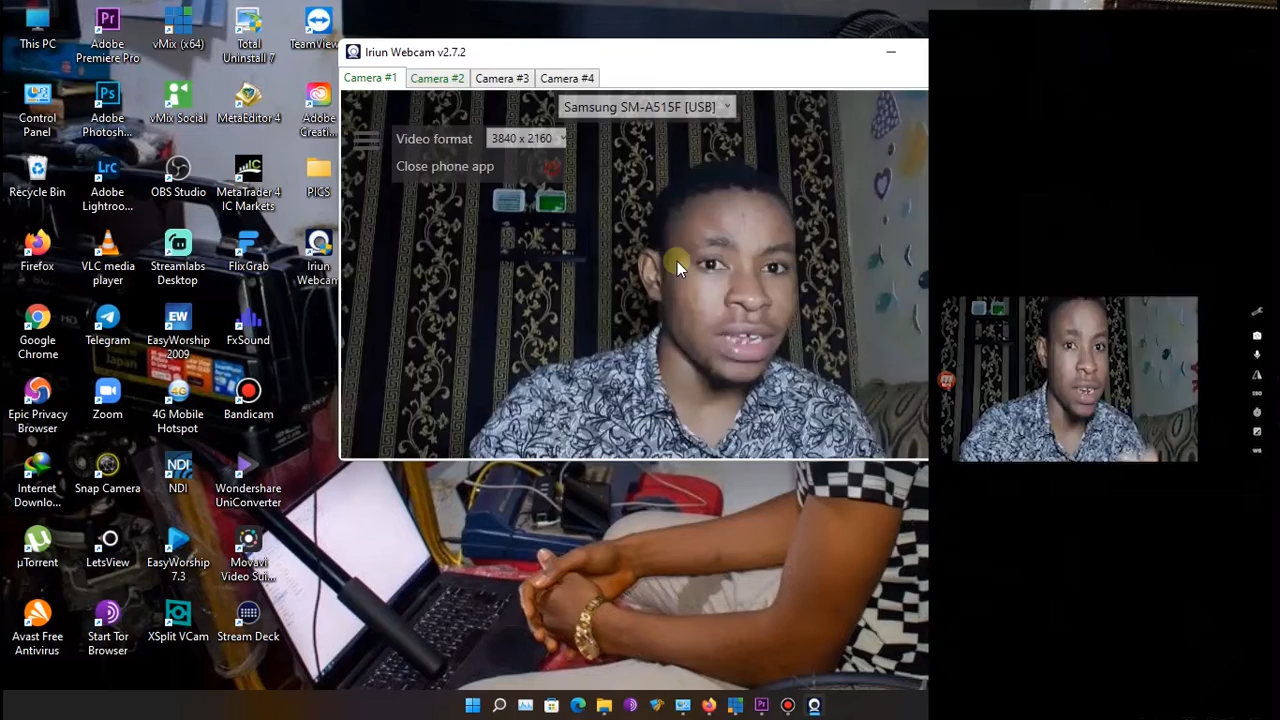 This PC
Adobe Premiere Pro
vMix (x64)
Total Uninstall 7
TeamView
Control Panel
Adobe Photosh...
vMix Social
MetaEditor 4
Adobe Creati...
Recycle Bin
Adobe Lightroo...
OBS Studio
MetaTrader 4 IC Markets
PICS
Firefox
VLC media player
Streamlabs Desktop
FlixGrab
Iriun Webcam
Google Chrome
Telegram
EasyWorship 2009
FxSound
Epic Privacy Browser
Zoom
4G Mobile Hotspot
Bandicam
Internet Downlo...
Snap Camera
NDI
Wondershare UniConverter
µTorrent
LetsView
EasyWorship 7.3
Movavi Video Sui...
Avast Free Antivirus
Start Tor Browser
XSplit VCam
Stream Deck
Iriun Webcam v2.7.2
Camera #1
Camera #2
Camera #3
Camera #4
Samsung SM-A515F [USB]
Video format
3840 x 2160
Close phone app